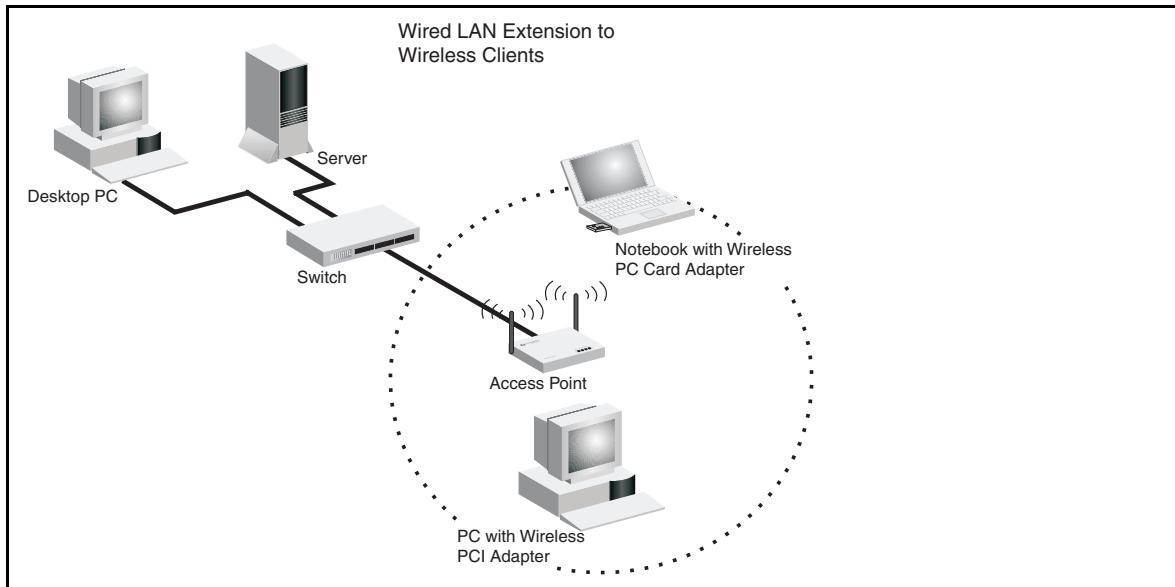 Wired LAN Extension to
Wireless Clients
Server
Desktop PC
Switch
Notebook with Wireless
PC Card Adapter
Access Point
PC with Wireless
PCI Adapter